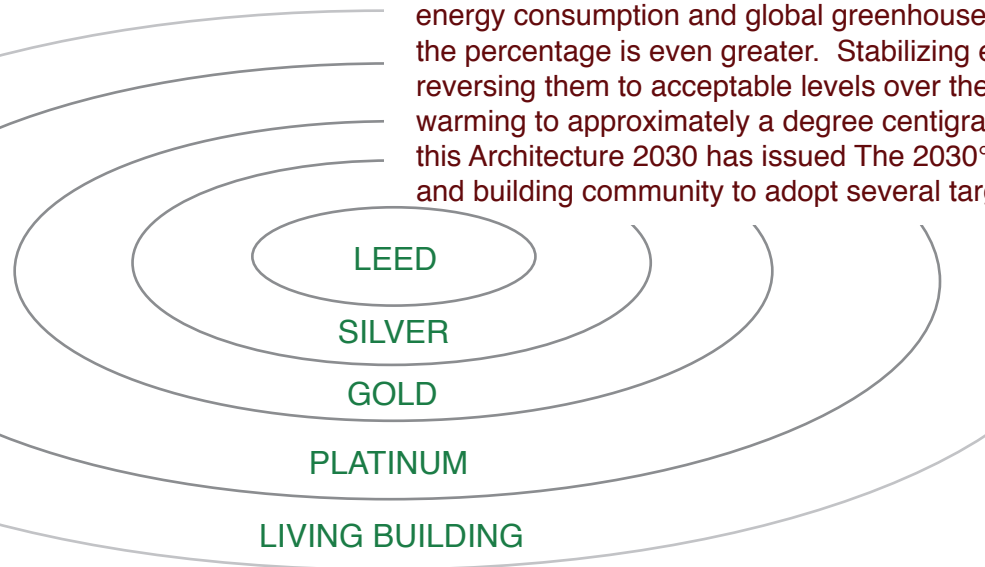 energy consumption and global greenhouse
the percentage is even greater.  Stabilizing
reversing them to acceptable levels over the
warming to approximately a degree
this Architecture 2030 has issued The 2030°
and building community to adopt several
LEED
SILVER
GOLD
PLATINUM
LIVING BUILDING